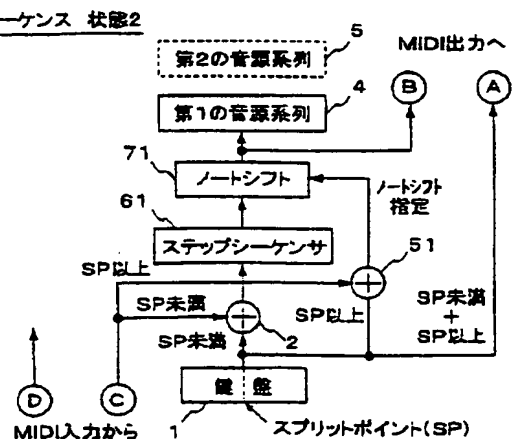 ーケンス 状態2
5
MIDI出力へ
第2の音源系列
B
A
4
第1の音源系列
71
ノートシフト
ノートシフト
指定
61
ステップシーケンサ
51
SP以上
SP未満
SP以上
SP未満
+
SP以上
SP未満
2
D
C
鍵盤
MIDI入力から
1
スプリットポイント(SP)